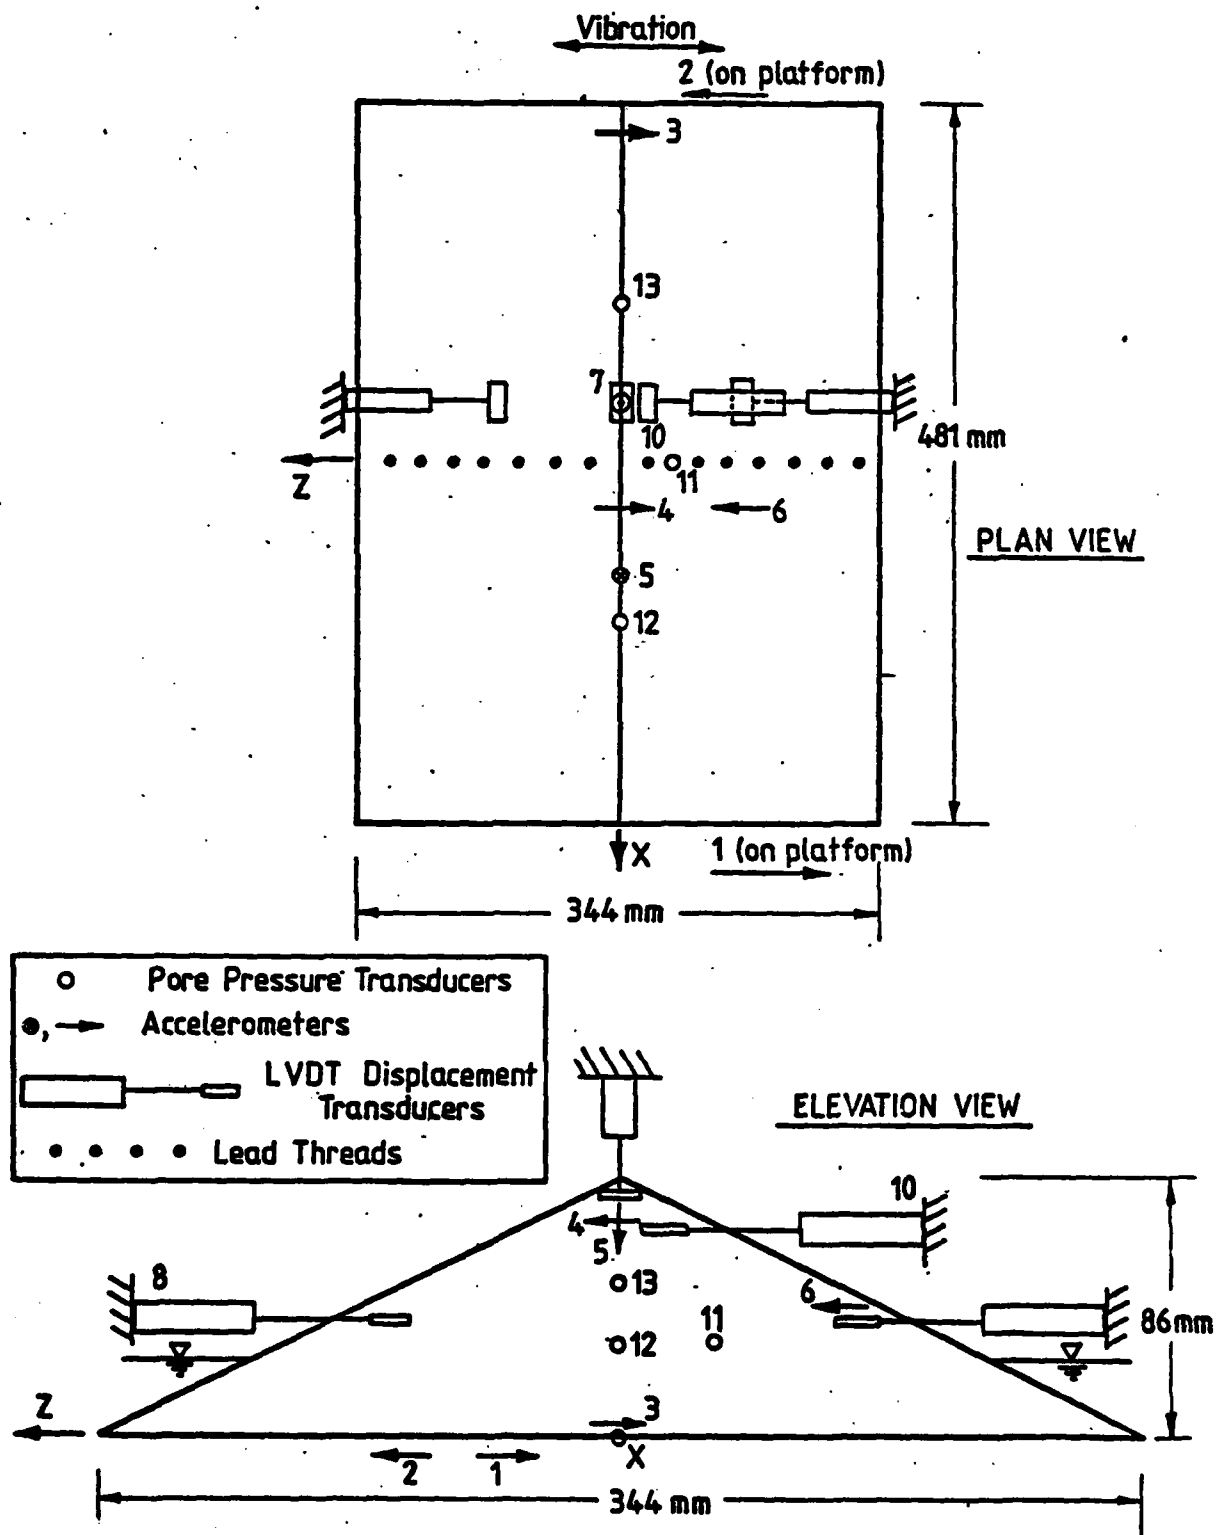 Vibration
2 (on platform)
3
13
7
10
481 mm
Z
11
4
6
PLAN VIEW
5
12
X
1 (on platform)
344 mm
Pore Pressure Transducers
Accelerometers
LVDT Displacement
Transducers
Lead Threads
ELEVATION VIEW
10
4
5
8
13
6
11
12
86 mm
Z
3
X
2
1
344 mm